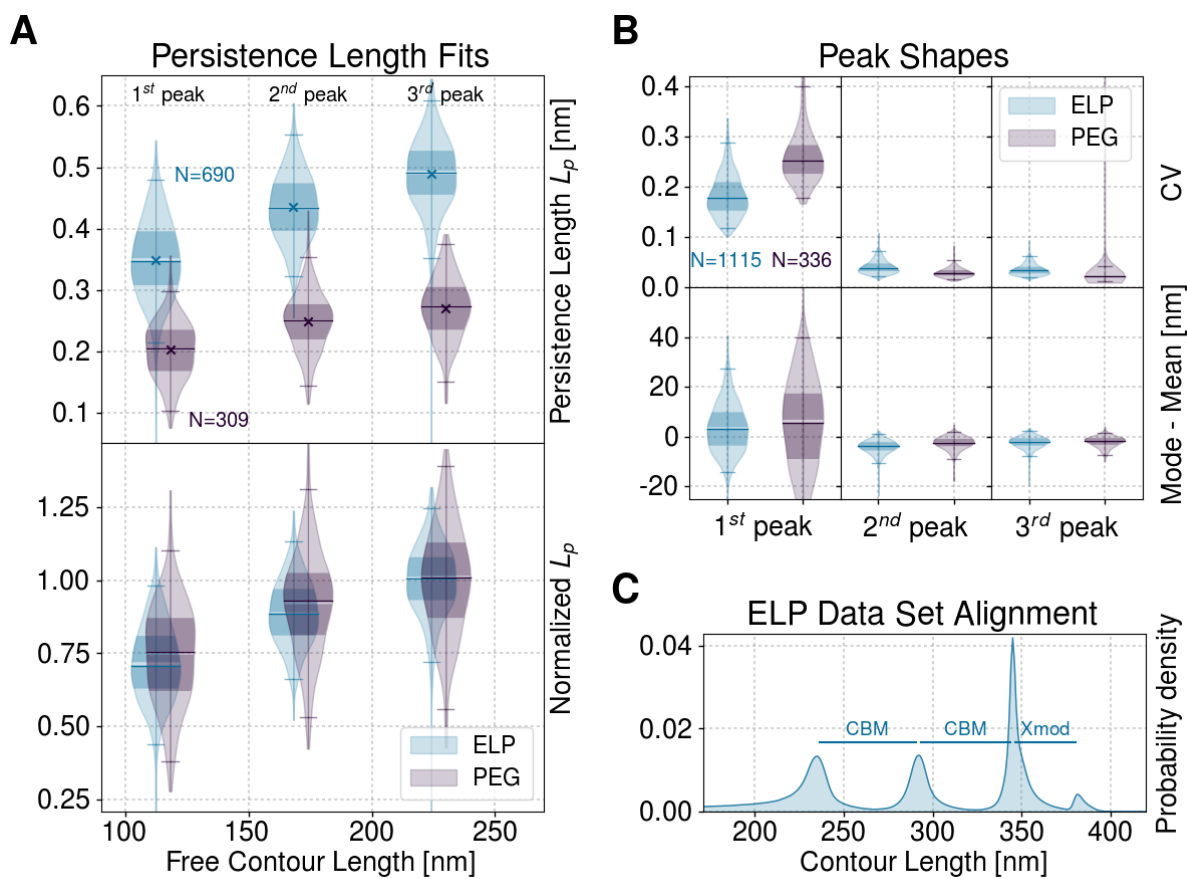 A
Persistence Length Fits
1st peak
2nd peak
3rd peak
0.6
0.5
0.4
0.3
0.2
0.1
N=690
N=309
Persistence Length Lp [nm]
1.25
1.00
0.75
0.50
0.25
Normalized Lp
ELP
PEG
100
150
200
250
Free Contour Length [nm]
B
Peak Shapes
0.4
0.3
0.2
0.1
0.0
N=1115
N=336
ELP
PEG
CV
40
20
0
-20
Mode - Mean [nm]
1st peak
2nd peak
3rd peak
C
ELP Data Set Alignment
0.04
0.02
0.00
CBM
CBM
Xmod
Probability density
200
250
300
350
400
Contour Length [nm]